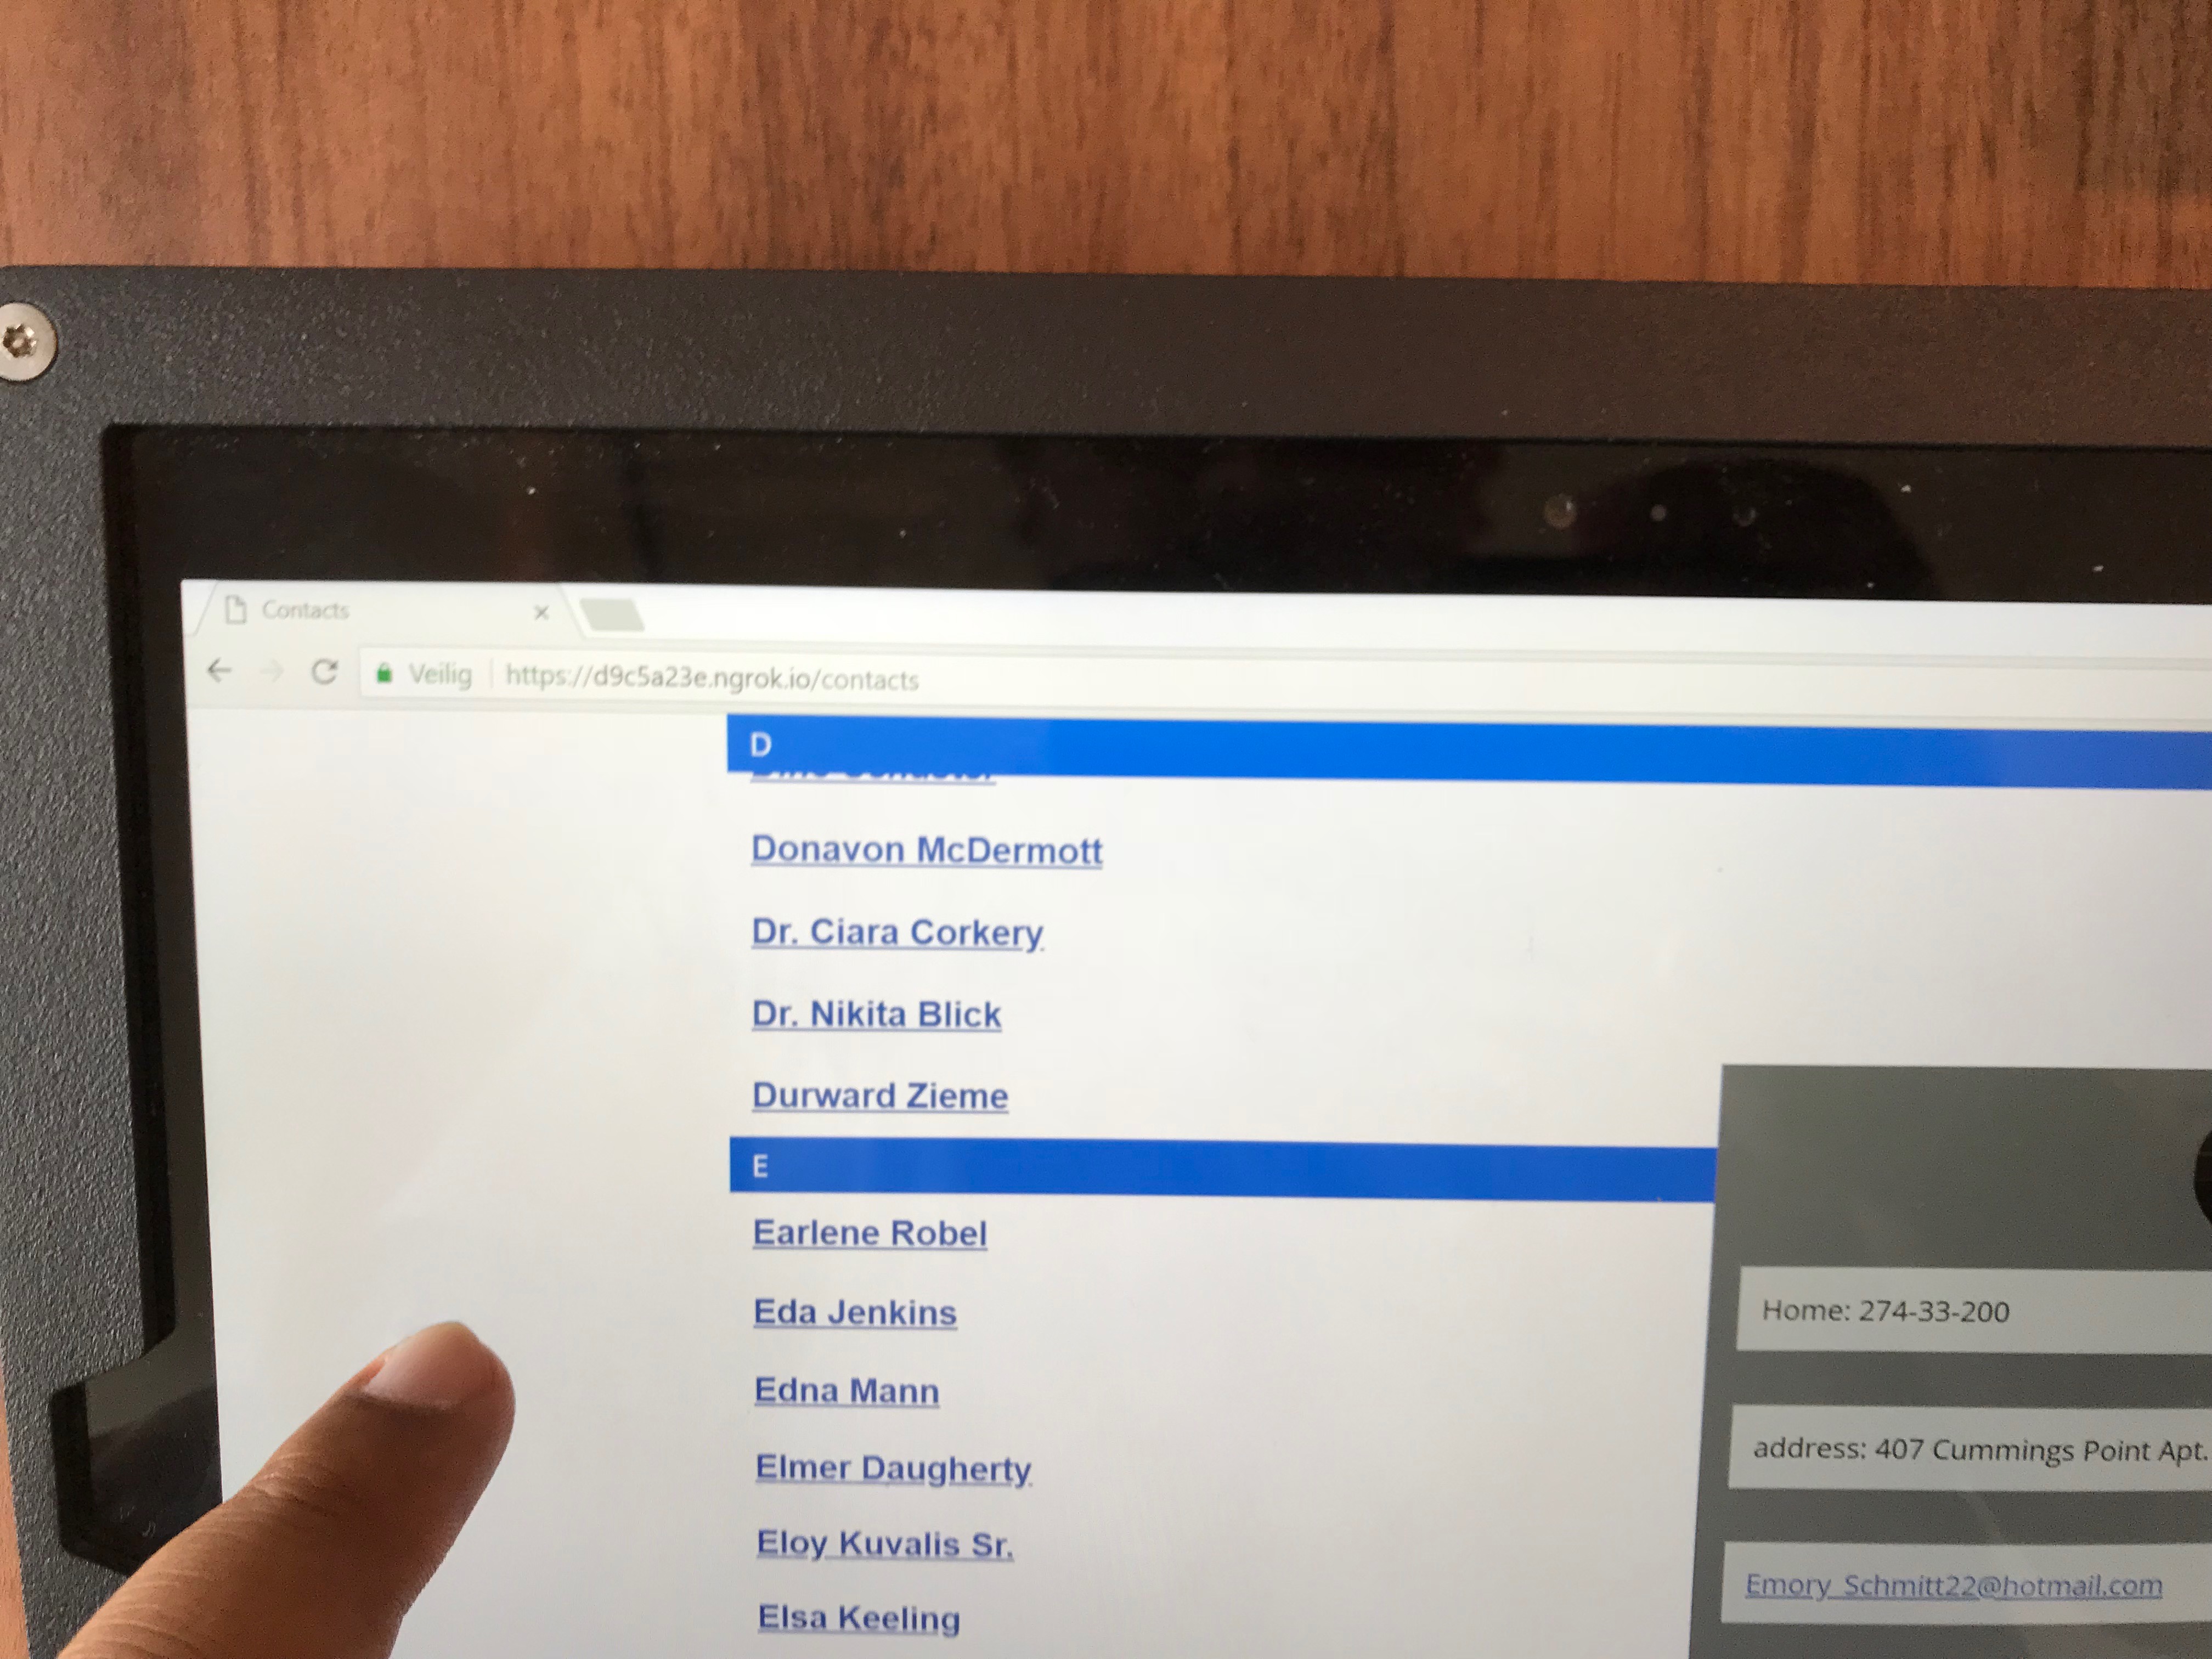 Contacts
Veilig https://d9c5a23e.ngrok.io/contacts
D
Donavon McDermott
Dr. Ciara Corkery
Dr. Nikita Blick
Durward Zieme
E
Earlene Robel
Eda Jenkins
Edna Mann
Elmer Daugherty
Eloy Kuvalis Sr.
Elsa Keeling
Home: 274-33-200
address: 407 Cummings Point Apt.
Emory_Schmitt22@hotmail.com